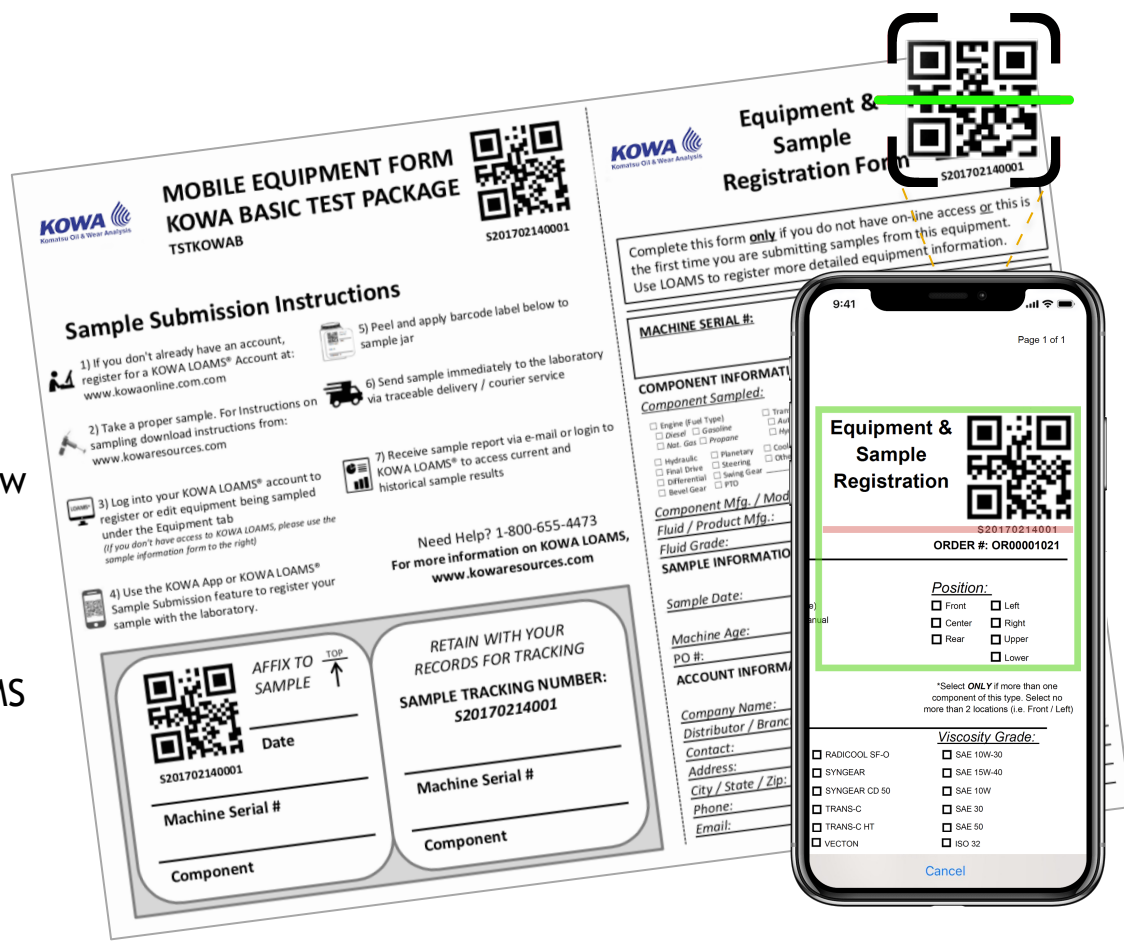 w
MS
KOWA
Komatsu Oil & Wear Analysis
MOBILE EQUIPMENT FORM
KOWA BASIC TEST PACKAGE
TSTKOWAB
S201702140001
Sample Submission Instructions
1) If you don't already have an account,
register for a KOWA LOAMS® Account at:
www.kowaonline.com.com
2) Take a proper sample. For Instructions on
sampling download instructions from:
www.kowaresources.com
LOAMS®
3) Log into your KOWA LOAMS® account to
register or edit equipment being sampled
under the Equipment tab
(If you don't have access to KOWA LOAMS, please use the
sample information form to the right)
4) Use the KOWA App or KOWA LOAMS®
Sample Submission feature to register your
sample with the laboratory.
5) Peel and apply barcode label below to
sample jar
6) Send sample immediately to the laboratory
via traceable delivery / courier service
7) Receive sample report via e-mail or login to
KOWA LOAMS® to access current and
historical sample results
Need Help? 1-800-655-4473
For more information on KOWA LOAMS,
www.kowaresources.com
AFFIX TO
SAMPLE
TOP
Date
S201702140001
Machine Serial #
Component
RETAIN WITH YOUR
RECORDS FOR TRACKING
SAMPLE TRACKING NUMBER:
S20170214001
Machine Serial #
Component
KOWA
Komatsu Oil & Wear Analysis
Equipment &
Sample
Registration Form
S201702140001
Complete this form only if you do not have on-line access or this is
the first time you are submitting samples from this equipment.
Use LOAMS to register more detailed equipment information.
MACHINE SERIAL #:
COMPONENT INFORMATI
Component Sampled:
Engine (Fuel Type)
Diesel Gasoline
Nat. Gas Propane
Hydraulic Planetary
Final Drive Steering
Differential Swing Gear
Bevel Gear PTO
Tran
Aut
Hy
Cool
Othe
Component Mfg. / Mod
Fluid / Product Mfg.:
Fluid Grade:
SAMPLE INFORMATIO
Sample Date:
Machine Age:
PO #:
ACCOUNT INFORMA
Company Name:
Distributor / Branc
Contact:
Address:
City / State / Zip:
Phone:
Email:
9:41
Page 1 of 1
Equipment &
Sample
Registration
S20170214001
ORDER #: OR00001021
e)
anual
Position:
Front Left
Center Right
Rear Upper
Lower
*Select ONLY if more than one
component of this type. Select no
more than 2 locations (i.e. Front / Left)
Viscosity Grade:
RADICOOL SF-O SAE 10W-30
SYNGEAR SAE 15W-40
SYNGEAR CD 50 SAE 10W
TRANS-C SAE 30
TRANS-C HT SAE 50
VECTON ISO 32
Cancel